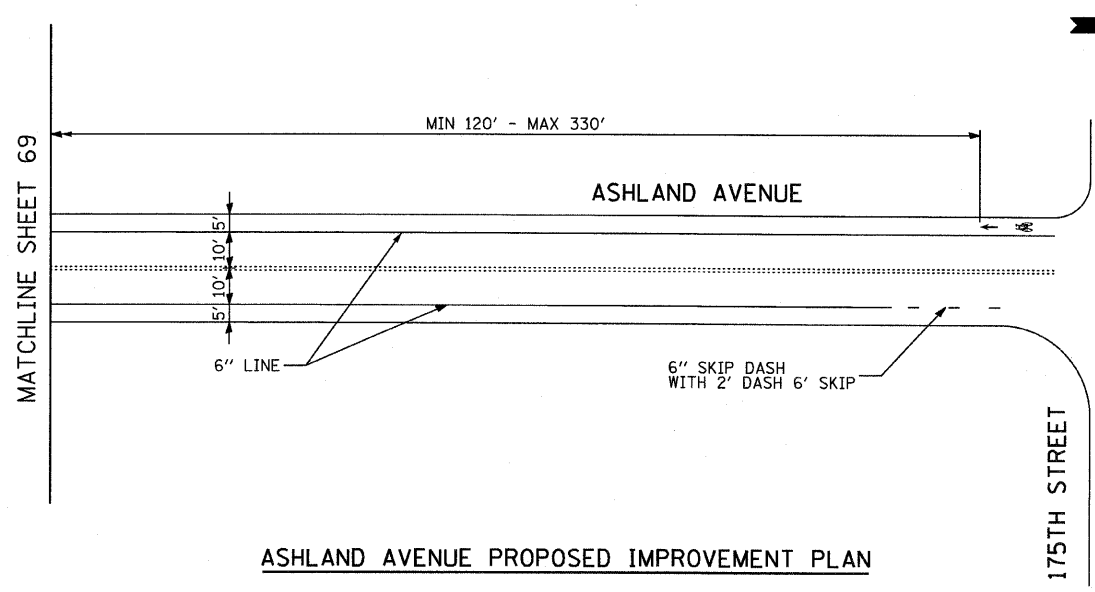 MIN 120' - MAX 330'
MATCHLINE SHEET 69
ASHLAND AVENUE
5'
10'
10'
5'
6" LINE
6" SKIP DASH
WITH 2' DASH 6' SKIP
175TH STREET
ASHLAND AVENUE PROPOSED IMPROVEMENT PLAN